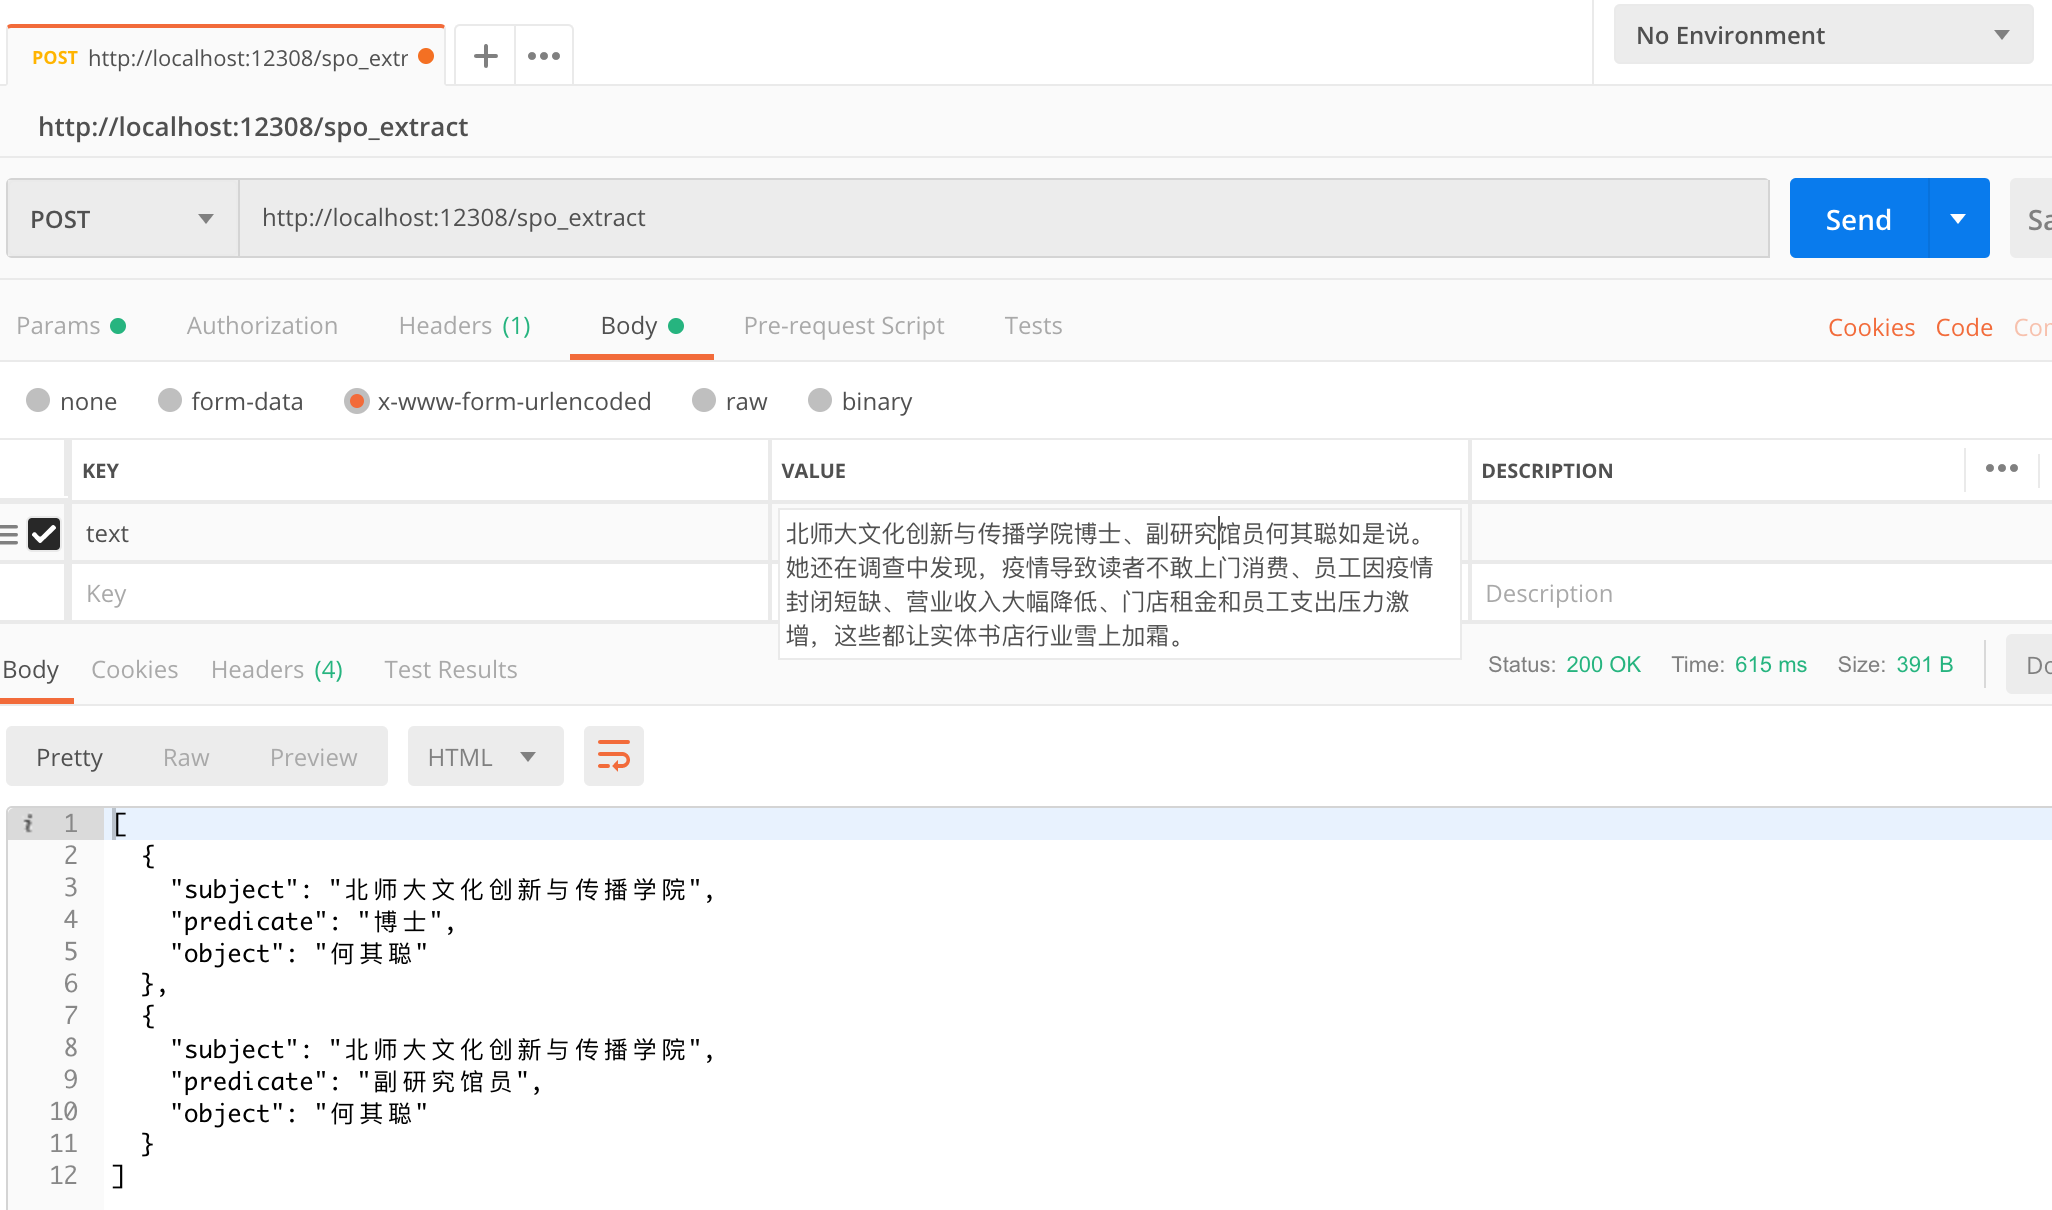 POST http://localhost:12308/spo_extr
No Environment
http://localhost:12308/spo_extract
POST http://localhost:12308/spo_extract Send
Params Authorization Headers (1) Body Pre-request Script Tests Cookies Code
none form-data x-www-form-urlencoded raw binary
KEY VALUE DESCRIPTION
text
北师大文化创新与传播学院博士、副研究馆员何其聪如是说。
她还在调查中发现，疫情导致读者不敢上门消费、员工因疫情
封闭短缺、营业收入大幅降低、门店租金和员工支出压力激
增，这些都让实体书店行业雪上加霜。
Key Description
Body Cookies Headers (4) Test Results Status: 200 OK Time: 615 ms Size: 391 B
Pretty Raw Preview HTML
i 1 [
2 {
3 "subject": "北师大文化创新与传播学院",
4 "predicate": "博士",
5 "object": "何其聪"
6 },
7 {
8 "subject": "北师大文化创新与传播学院",
9 "predicate": "副研究馆员",
10 "object": "何其聪"
11 }
12 ]